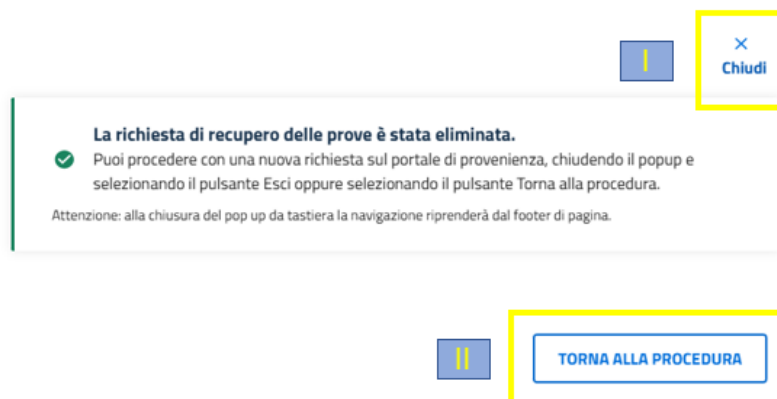 I
Chiudi
La richiesta di recupero delle prove è stata eliminata.
Puoi procedere con una nuova richiesta sul portale di provenienza, chiudendo il popup e
selezionando il pulsante Esci oppure selezionando il pulsante Torna alla procedura.
Attenzione: alla chiusura del pop up da tastiera la navigazione riprenderà dal footer di pagina.
II
TORNA ALLA PROCEDURA